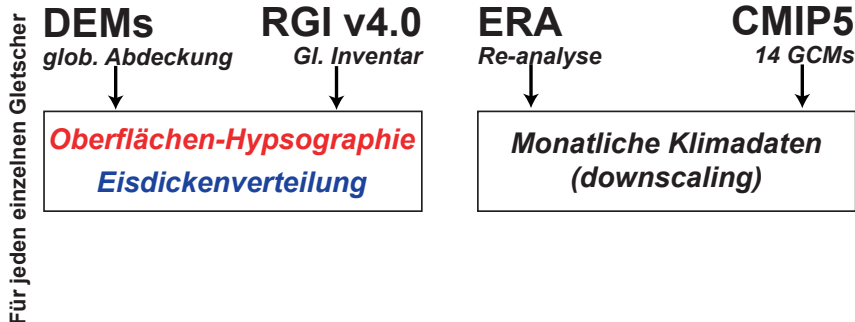 Für jeden einzelnen Gletscher
DEMs
glob. Abdeckung
RGI v4.0
Gl. Inventar
ERA
Re-analyse
CMIP5
14 GCMs
Oberflächen-Hypsographie
Eisdickenverteilung
Monatliche Klimadaten
(downscaling)